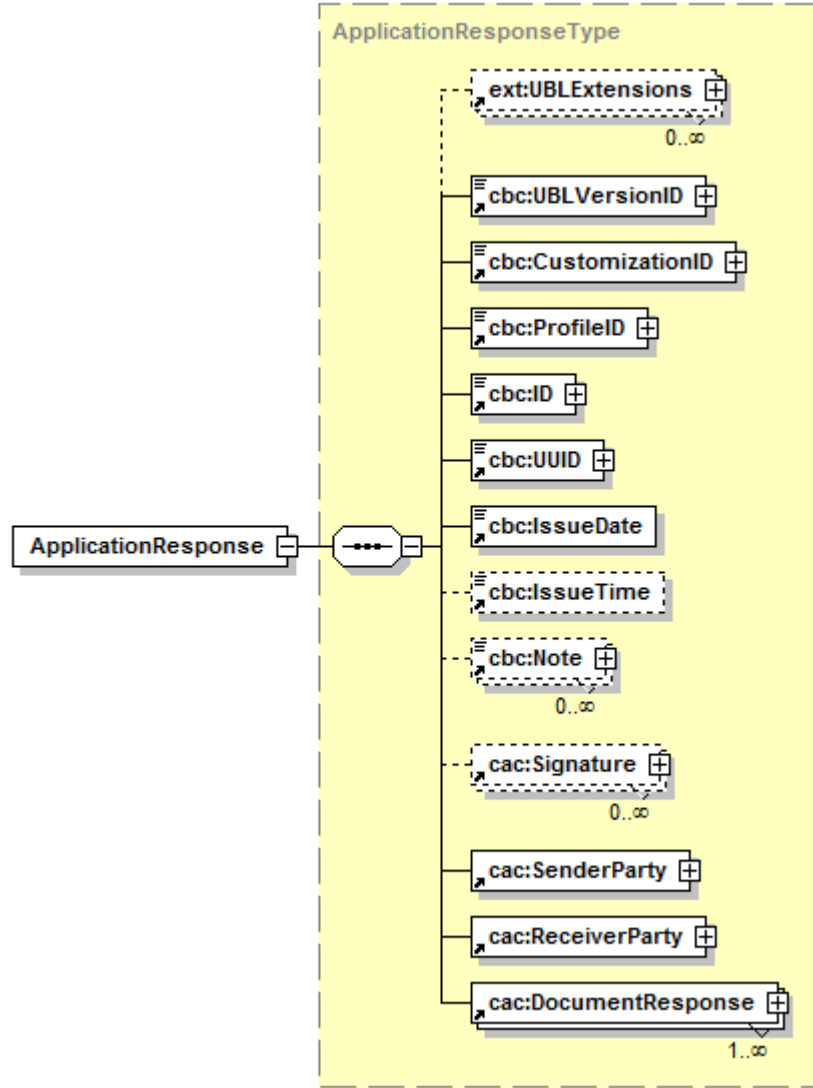 ApplicationResponseType
ext:UBLExtensions
0..∞
cbc:UBLVersionID
cbc:CustomizationID
cbc:ProfileID
cbc:ID
cbc:UUID
cbc:IssueDate
ApplicationResponse
cbc:IssueTime
cbc:Note
0..∞
cac:Signature
0..∞
cac:SenderParty
cac:ReceiverParty
cac:DocumentResponse
1..∞